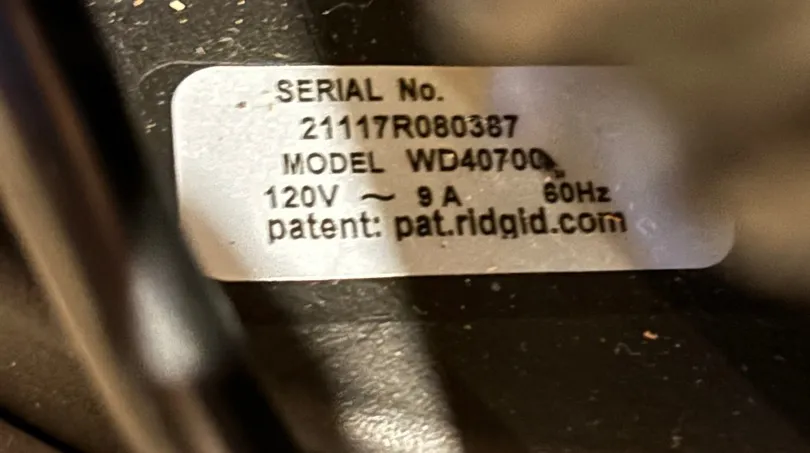 SERIAL No.
21117R080387
MODEL WD40700
120V ~ 9 A 60Hz
patent: pat.ridgid.com